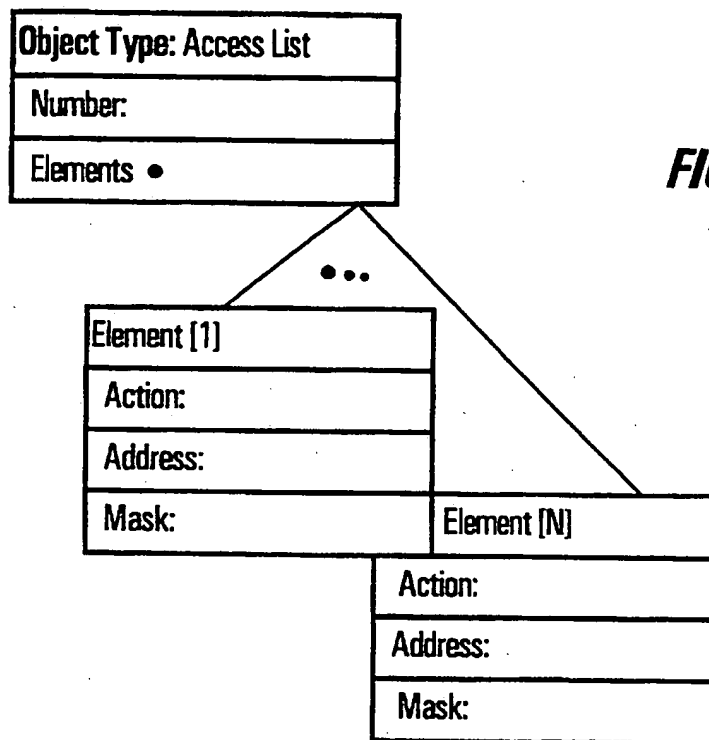 Object Type: Access List
Number:
Elements •
•••
Element [1]
Action:
Address:
Mask:
Element [N]
Action:
Address:
Mask: